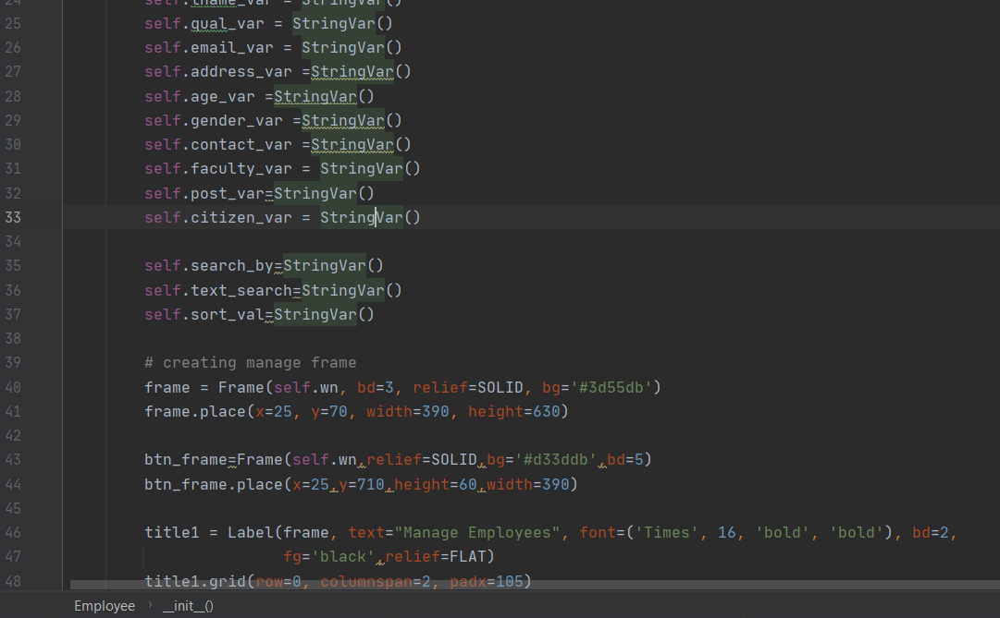 24 self.lname_var = StringVar()
25 self.qual_var = StringVar()
26 self.email_var = StringVar()
27 self.address_var =StringVar()
28 self.age_var =StringVar()
29 self.gender_var =StringVar()
30 self.contact_var =StringVar()
31 self.faculty_var = StringVar()
32 self.post_var=StringVar()
33 self.citizen_var = StringVar()
34
35 self.search_by=StringVar()
36 self.text_search=StringVar()
37 self.sort_val=StringVar()
38
39 # creating manage frame
40 frame = Frame(self.wn, bd=3, relief=SOLID, bg='#3d55db')
41 frame.place(x=25, y=70, width=390, height=630)
42
43 btn_frame=Frame(self.wn,relief=SOLID,bg='#d33ddb',bd=5)
44 btn_frame.place(x=25,y=710,height=60,width=390)
45
46 title1 = Label(frame, text="Manage Employees", font=('Times', 16, 'bold', 'bold'), bd=2,
47 fg='black',relief=FLAT)
48 title1.grid(row=0, columnspan=2, padx=105)
Employee › __init__()